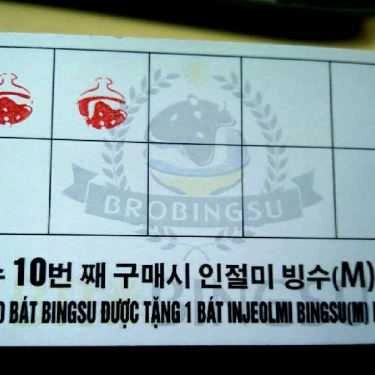 BROBINGSU
10번 째 구매시 인절미 빙수(M)
BÁT BINGSU ĐƯỢC TẶNG 1 BÁT INJEOLMI BINGSU(M)